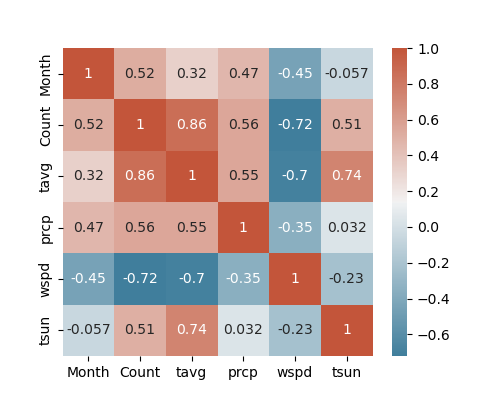 Month 1 0.52 0.32 0.47 -0.45 -0.057
Count 0.52 1 0.86 0.56 -0.72 0.51
tavg 0.32 0.86 1 0.55 -0.7 0.74
prcp 0.47 0.56 0.55 1 -0.35 0.032
wspd -0.45 -0.72 -0.7 -0.35 1 -0.23
tsun -0.057 0.51 0.74 0.032 -0.23 1
Month Count tavg prcp wspd tsun
1.0
0.8
0.6
0.4
0.2
0.0
−0.2
−0.4
−0.6